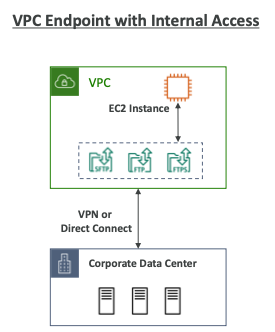 VPC Endpoint with Internal Access
VPC
EC2 Instance
SFTP
FTP
FTPS
VPN or
Direct Connect
Corporate Data Center